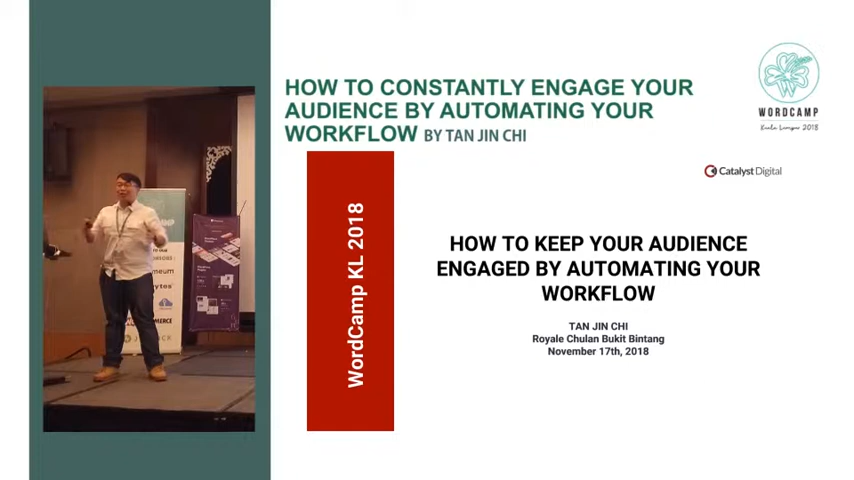 HOW TO CONSTANTLY ENGAGE YOUR
AUDIENCE BY AUTOMATING YOUR
WORKFLOW BY TAN JIN CHI
WORDCAMP
Kuala Lumpur 2018
Catalyst Digital
WordCamp KL 2018
HOW TO KEEP YOUR AUDIENCE
ENGAGED BY AUTOMATING YOUR
WORKFLOW
TAN JIN CHI
Royale Chulan Bukit Bintang
November 17th, 2018